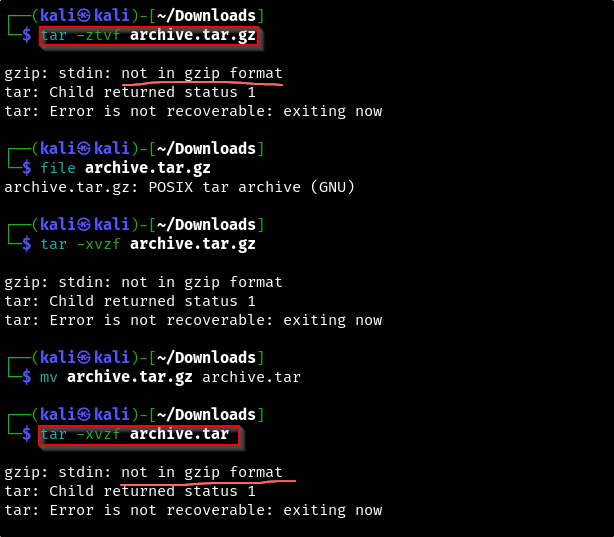 ┌──(kali㉿kali)-[~/Downloads]
└─$ tar -ztvf archive.tar.gz
gzip: stdin: not in gzip format
tar: Child returned status 1
tar: Error is not recoverable: exiting now
┌──(kali㉿kali)-[~/Downloads]
└─$ file archive.tar.gz
archive.tar.gz: POSIX tar archive (GNU)
┌──(kali㉿kali)-[~/Downloads]
└─$ tar -xvzf archive.tar.gz
gzip: stdin: not in gzip format
tar: Child returned status 1
tar: Error is not recoverable: exiting now
┌──(kali㉿kali)-[~/Downloads]
└─$ mv archive.tar.gz archive.tar
┌──(kali㉿kali)-[~/Downloads]
└─$ tar -xvzf archive.tar
gzip: stdin: not in gzip format
tar: Child returned status 1
tar: Error is not recoverable: exiting now